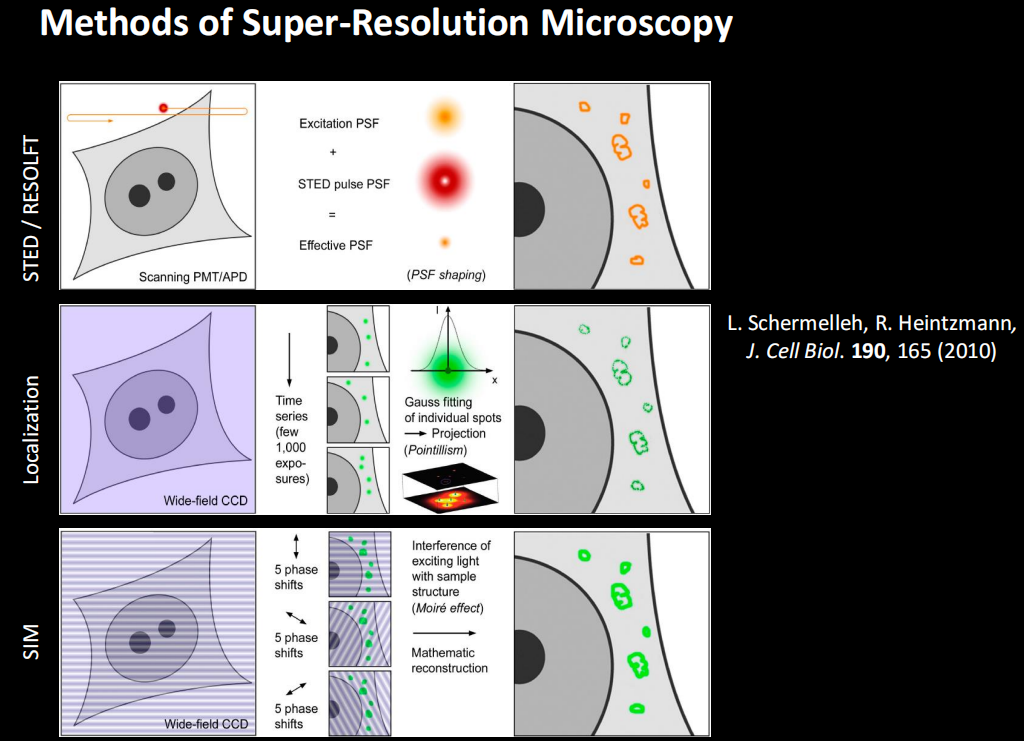 Methods of Super-Resolution Microscopy
STED / RESOLFT
Scanning PMT/APD
Excitation PSF
+
STED pulse PSF
=
Effective PSF
(PSF shaping)
Localization
Wide-field CCD
Time
series
(few
1,000
expo-
sures)
I
x
Gauss fitting
of individual spots
Projection
(Pointillism)
L. Schermelleh, R. Heintzmann,
J. Cell Biol. 190, 165 (2010)
SIM
Wide-field CCD
5 phase
shifts
5 phase
shifts
5 phase
shifts
Interference of
exciting light
with sample
structure
(Moiré effect)
Mathematic
reconstruction